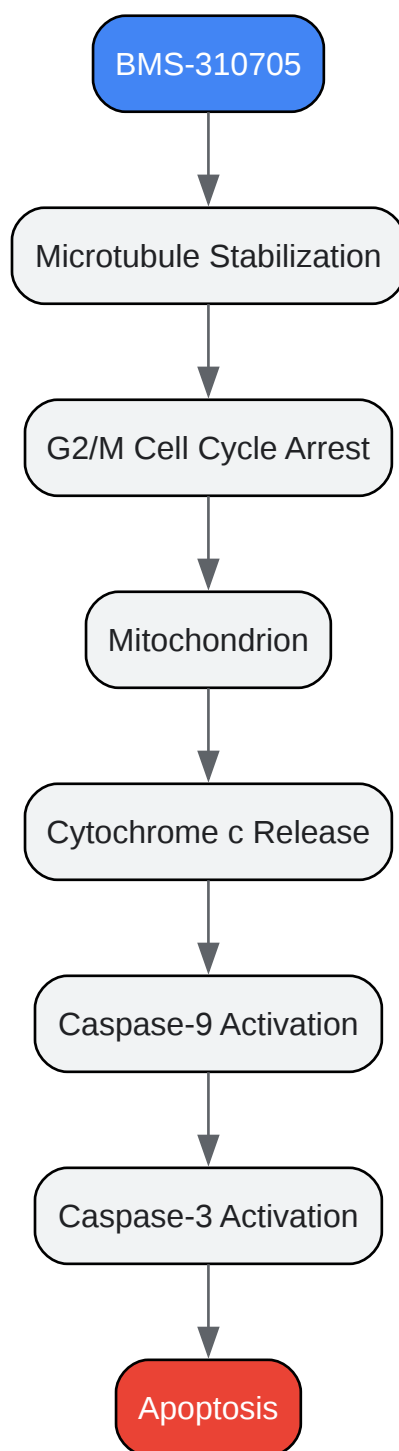 BMS-310705
Microtubule Stabilization
G2/M Cell Cycle Arrest
Mitochondrion
Cytochrome c Release
Caspase-9 Activation
Caspase-3 Activation
Apoptosis